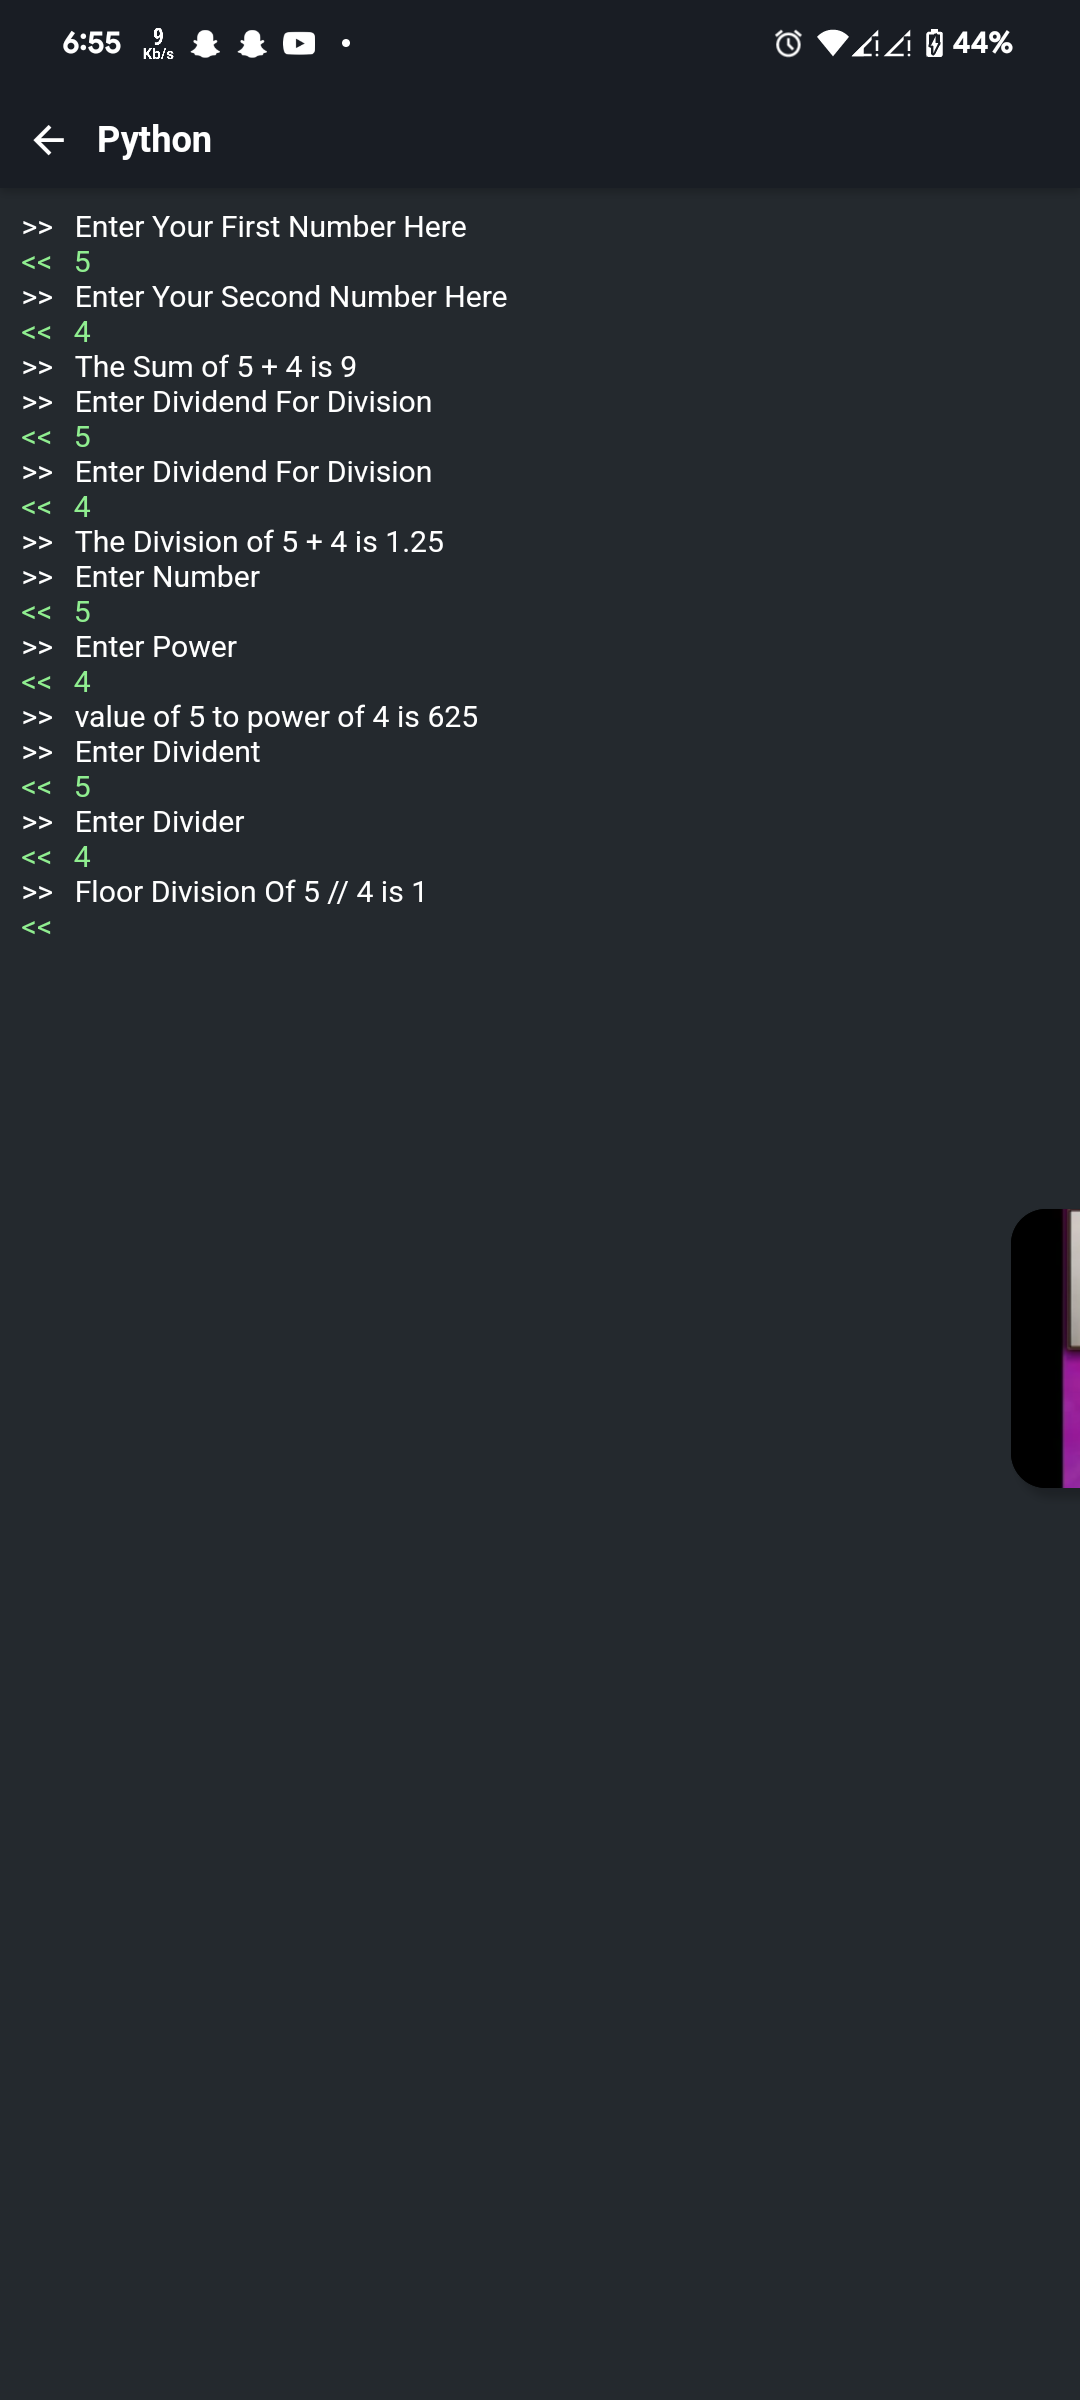 6:55 9 Kb/s 44%
Python
>> Enter Your First Number Here
<< 5
>> Enter Your Second Number Here
<< 4
>> The Sum of 5 + 4 is 9
>> Enter Dividend For Division
<< 5
>> Enter Dividend For Division
<< 4
>> The Division of 5 + 4 is 1.25
>> Enter Number
<< 5
>> Enter Power
<< 4
>> value of 5 to power of 4 is 625
>> Enter Divident
<< 5
>> Enter Divider
<< 4
>> Floor Division Of 5 // 4 is 1
<<